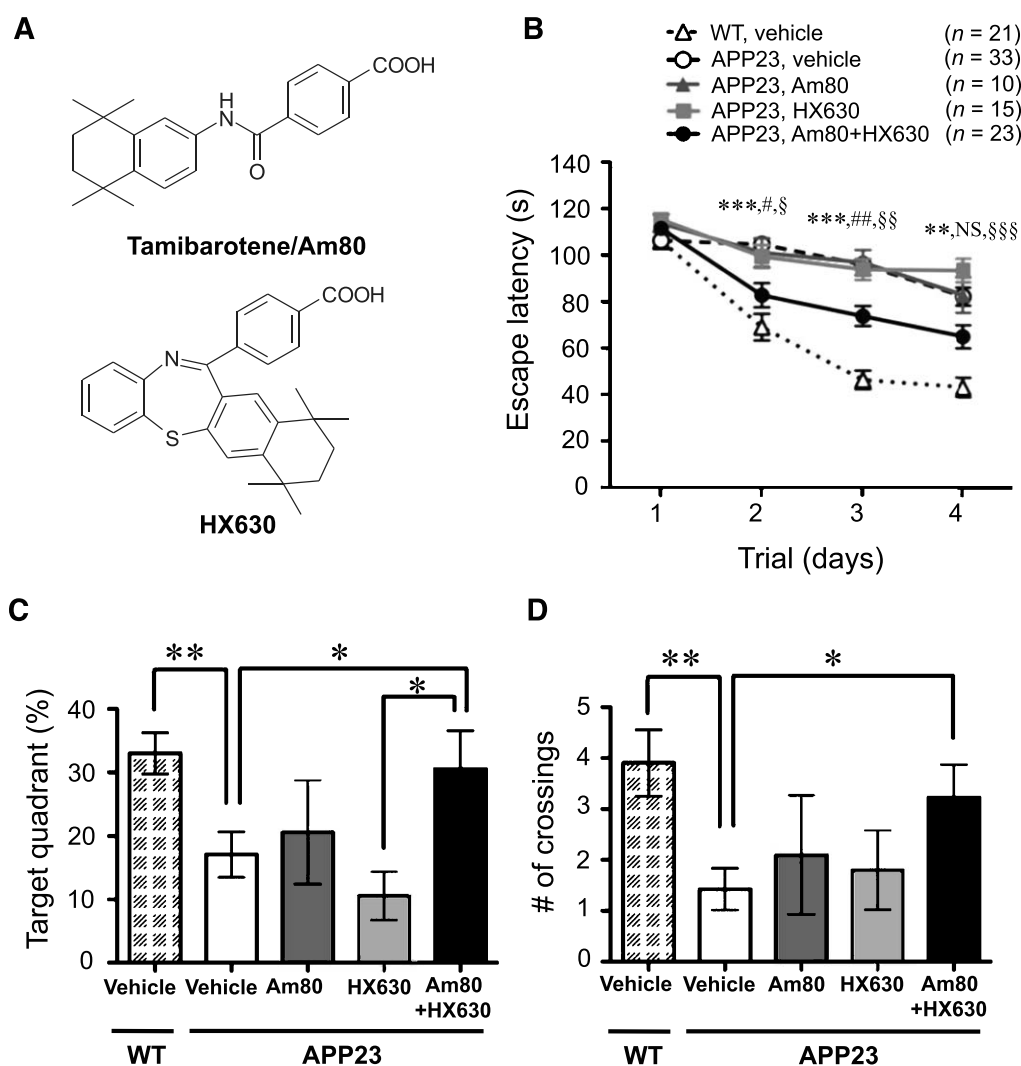 A
COOH
H
N
O
Tamibarotene/Am80
COOH
N
S
HX630
B
WT, vehicle (n = 21)
APP23, vehicle (n = 33)
APP23, Am80 (n = 10)
APP23, HX630 (n = 15)
APP23, Am80+HX630 (n = 23)
Escape latency (s)
140
120
100
80
60
40
20
0
***,#,§
***,##,§§
**,NS,§§§
1 2 3 4
Trial (days)
C
Target quadrant (%)
40
30
20
10
0
**
*
*
Vehicle Vehicle Am80 HX630 Am80
+HX630
WT APP23
D
# of crossings
5
4
3
2
1
0
**
*
Vehicle Vehicle Am80 HX630 Am80
+HX630
WT APP23